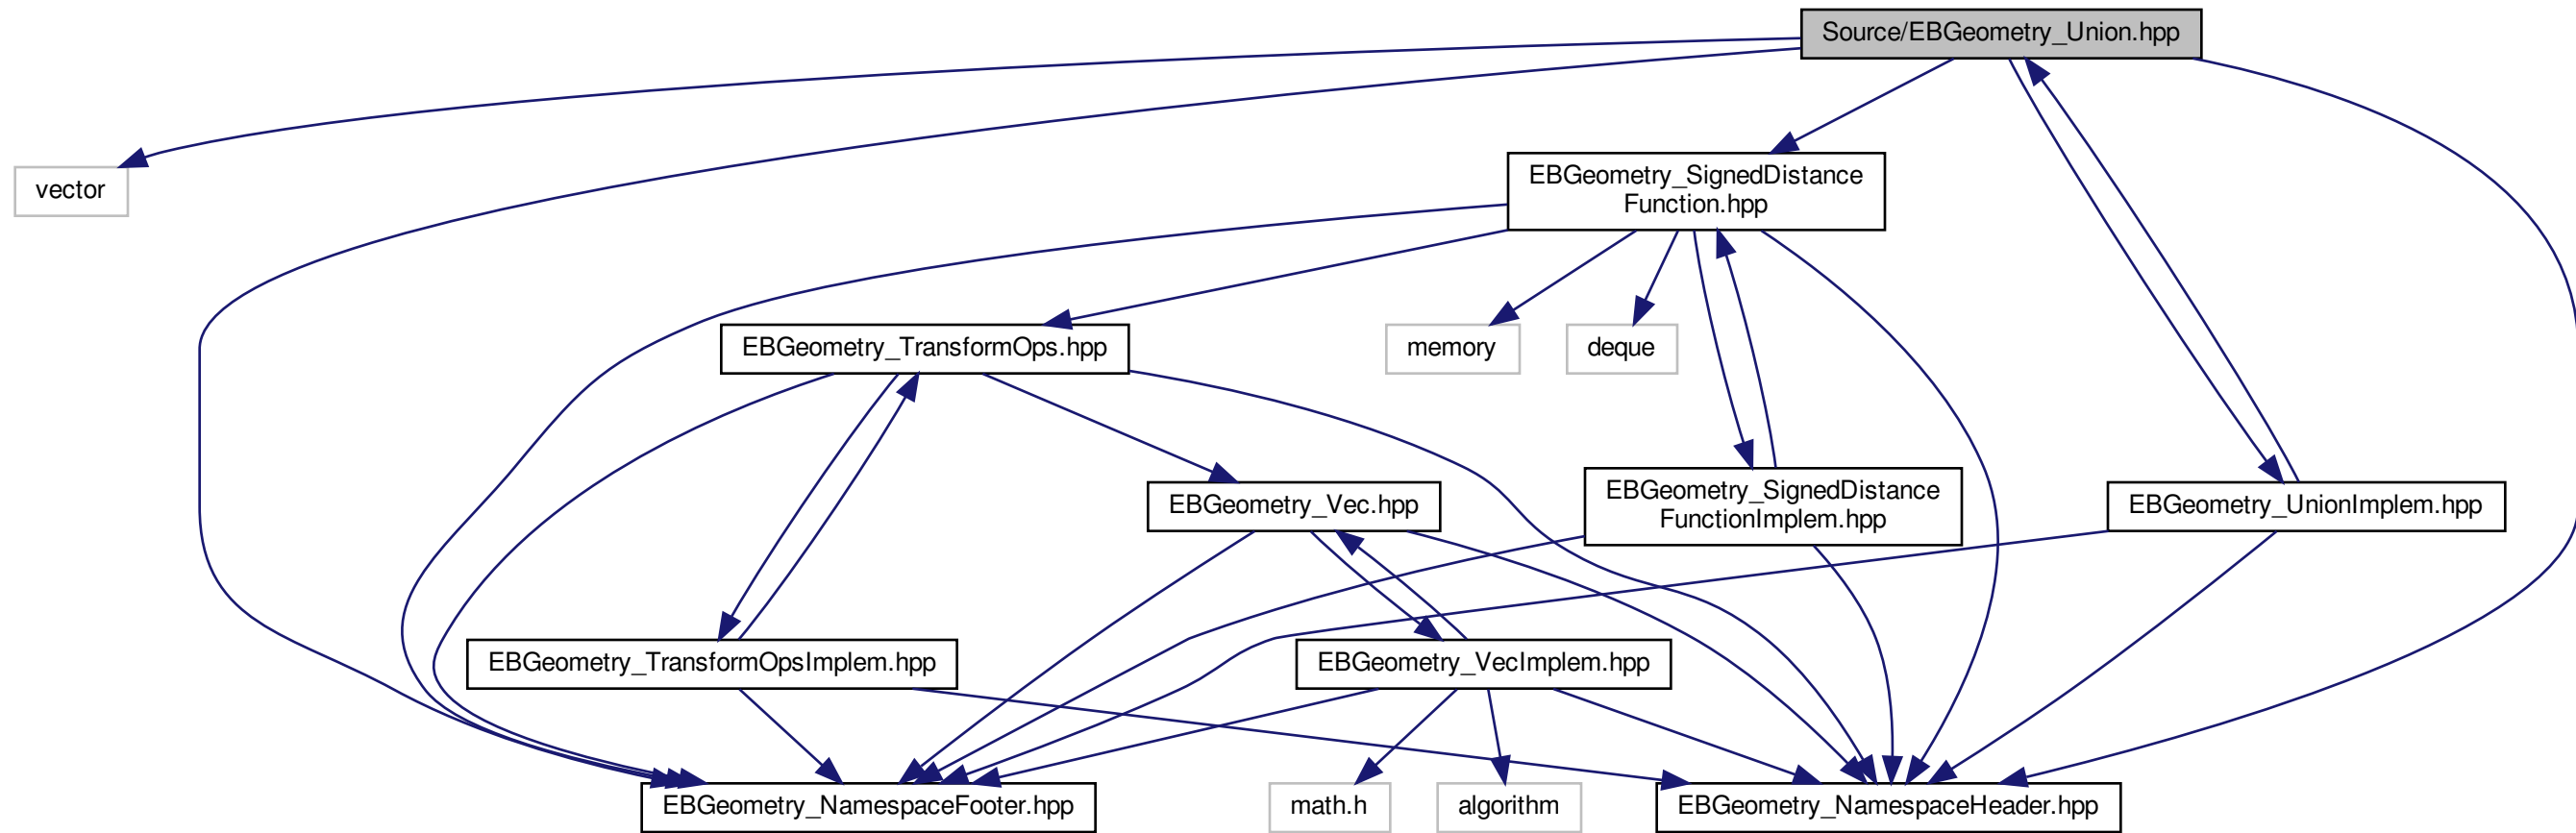 Source/EBGeometry_Union.hpp
vector
EBGeometry_SignedDistance
Function.hpp
EBGeometry_TransformOps.hpp
memory
deque
EBGeometry_Vec.hpp
EBGeometry_SignedDistance
FunctionImplem.hpp
EBGeometry_UnionImplem.hpp
EBGeometry_TransformOpsImplem.hpp
EBGeometry_VecImplem.hpp
EBGeometry_NamespaceFooter.hpp
math.h
algorithm
EBGeometry_NamespaceHeader.hpp